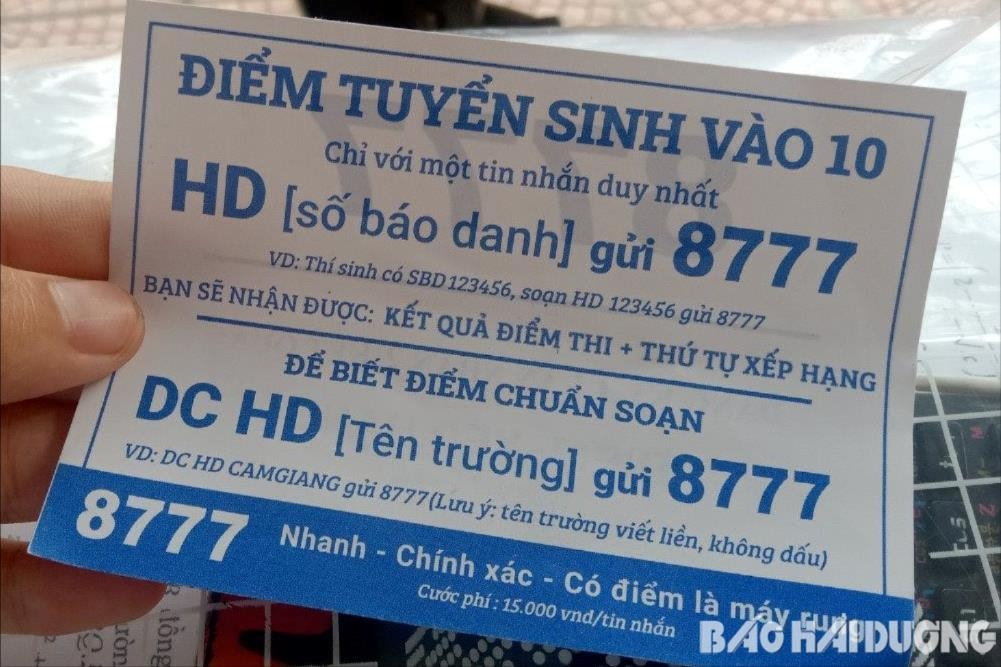 ĐIỂM TUYỂN SINH VÀO 10
Chỉ với một tin nhắn duy nhất
HD [số báo danh] gửi 8777
VD: Thí sinh có SBD 123456, soạn HD 123456 gửi 8777
BẠN SẼ NHẬN ĐƯỢC: KẾT QUẢ ĐIỂM THI + THỨ TỰ XẾP HẠNG
ĐỂ BIẾT ĐIỂM CHUẨN SOẠN
DC HD [Tên trường] gửi 8777
VD: DC HD CAMGIANG gửi 8777 (Lưu ý: tên trường viết liền, không dấu)
8777 Nhanh - Chính xác - Có điểm là máy rung
Cước phí : 15.000 vnđ/tin nhắn
BÁO HẢI DƯƠNG